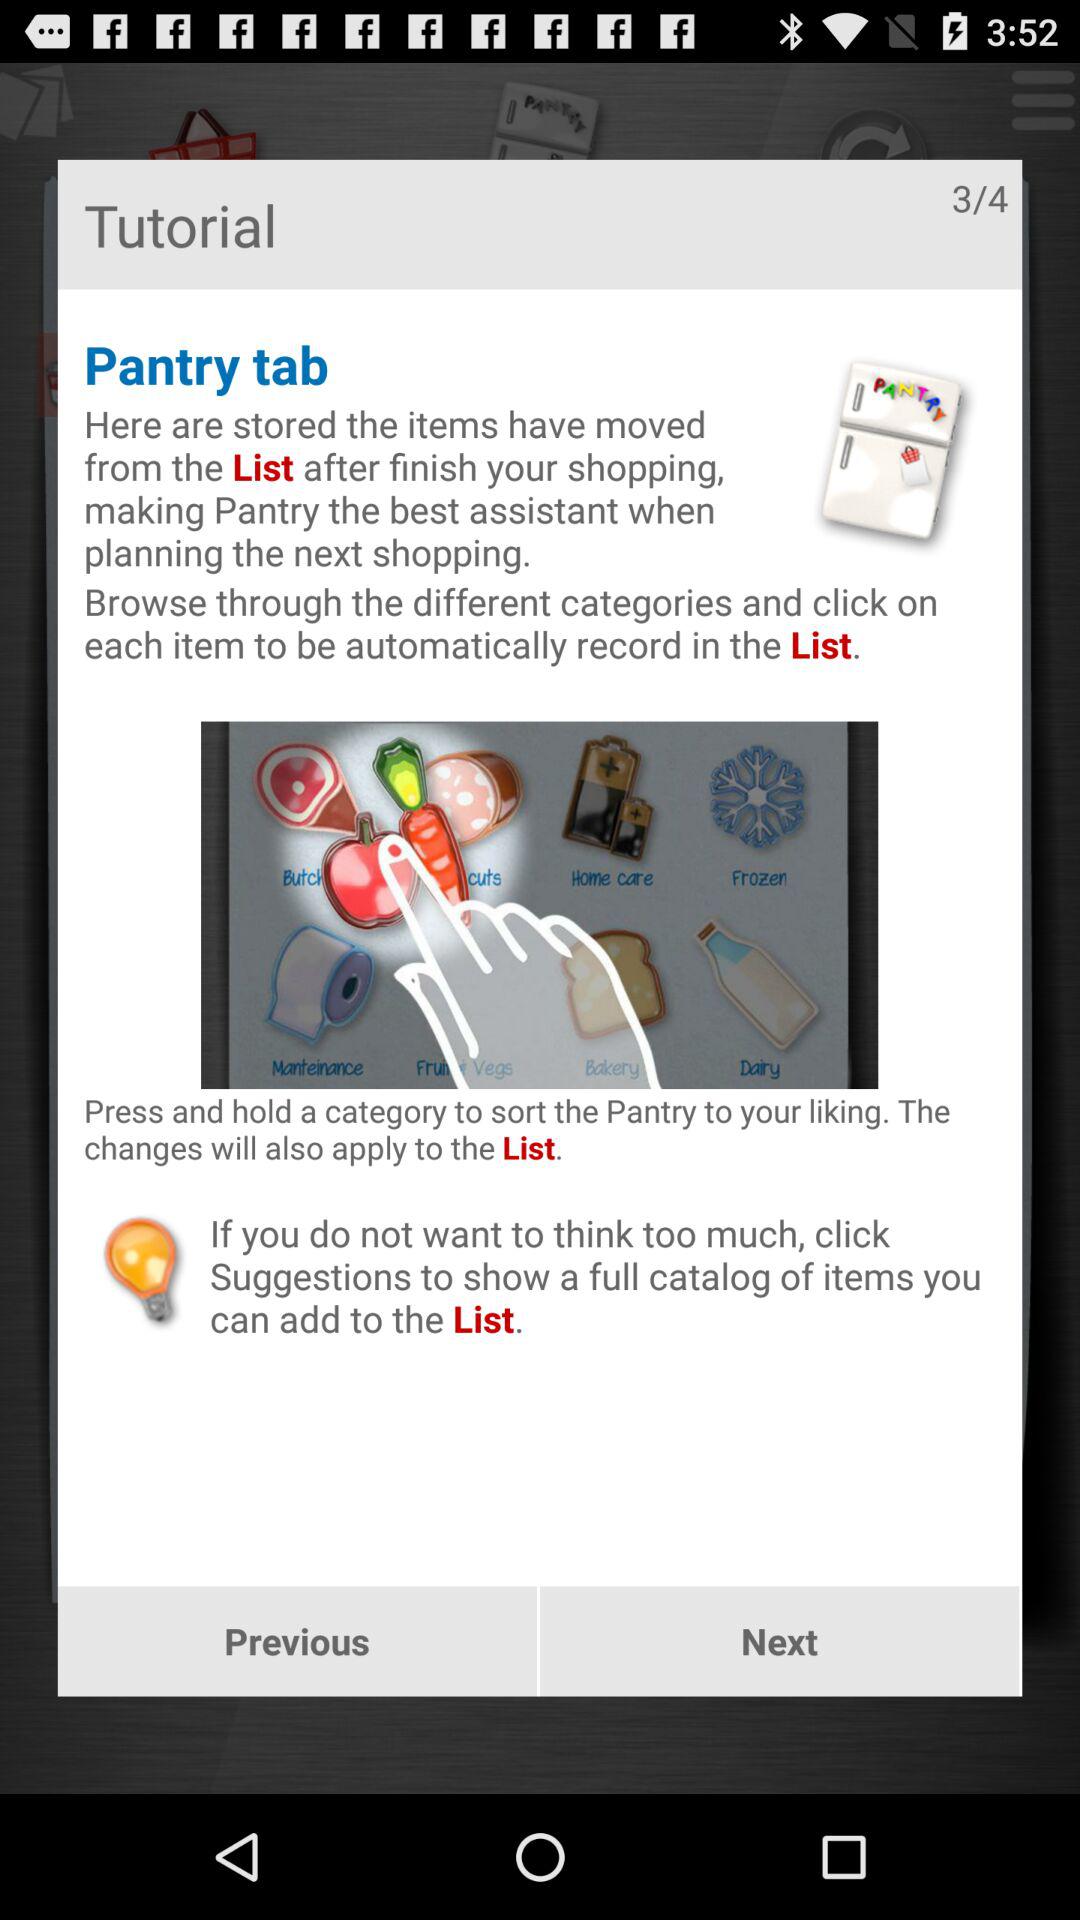 3:52
PANTRY
Tutorial
3/4
Pantry tab
PANTRY
Here are stored the items have moved
from the List after finish your shopping,
making Pantry the best assistant when
planning the next shopping.
Browse through the different categories and click on
each item to be automatically record in the List.
Butch cuts Home care Frozen
Manteinance Fruit Vegs Bakery Dairy
Press and hold a category to sort the Pantry to your liking. The
changes will also apply to the List.
If you do not want to think too much, click
Suggestions to show a full catalog of items you
can add to the List.
Previous Next